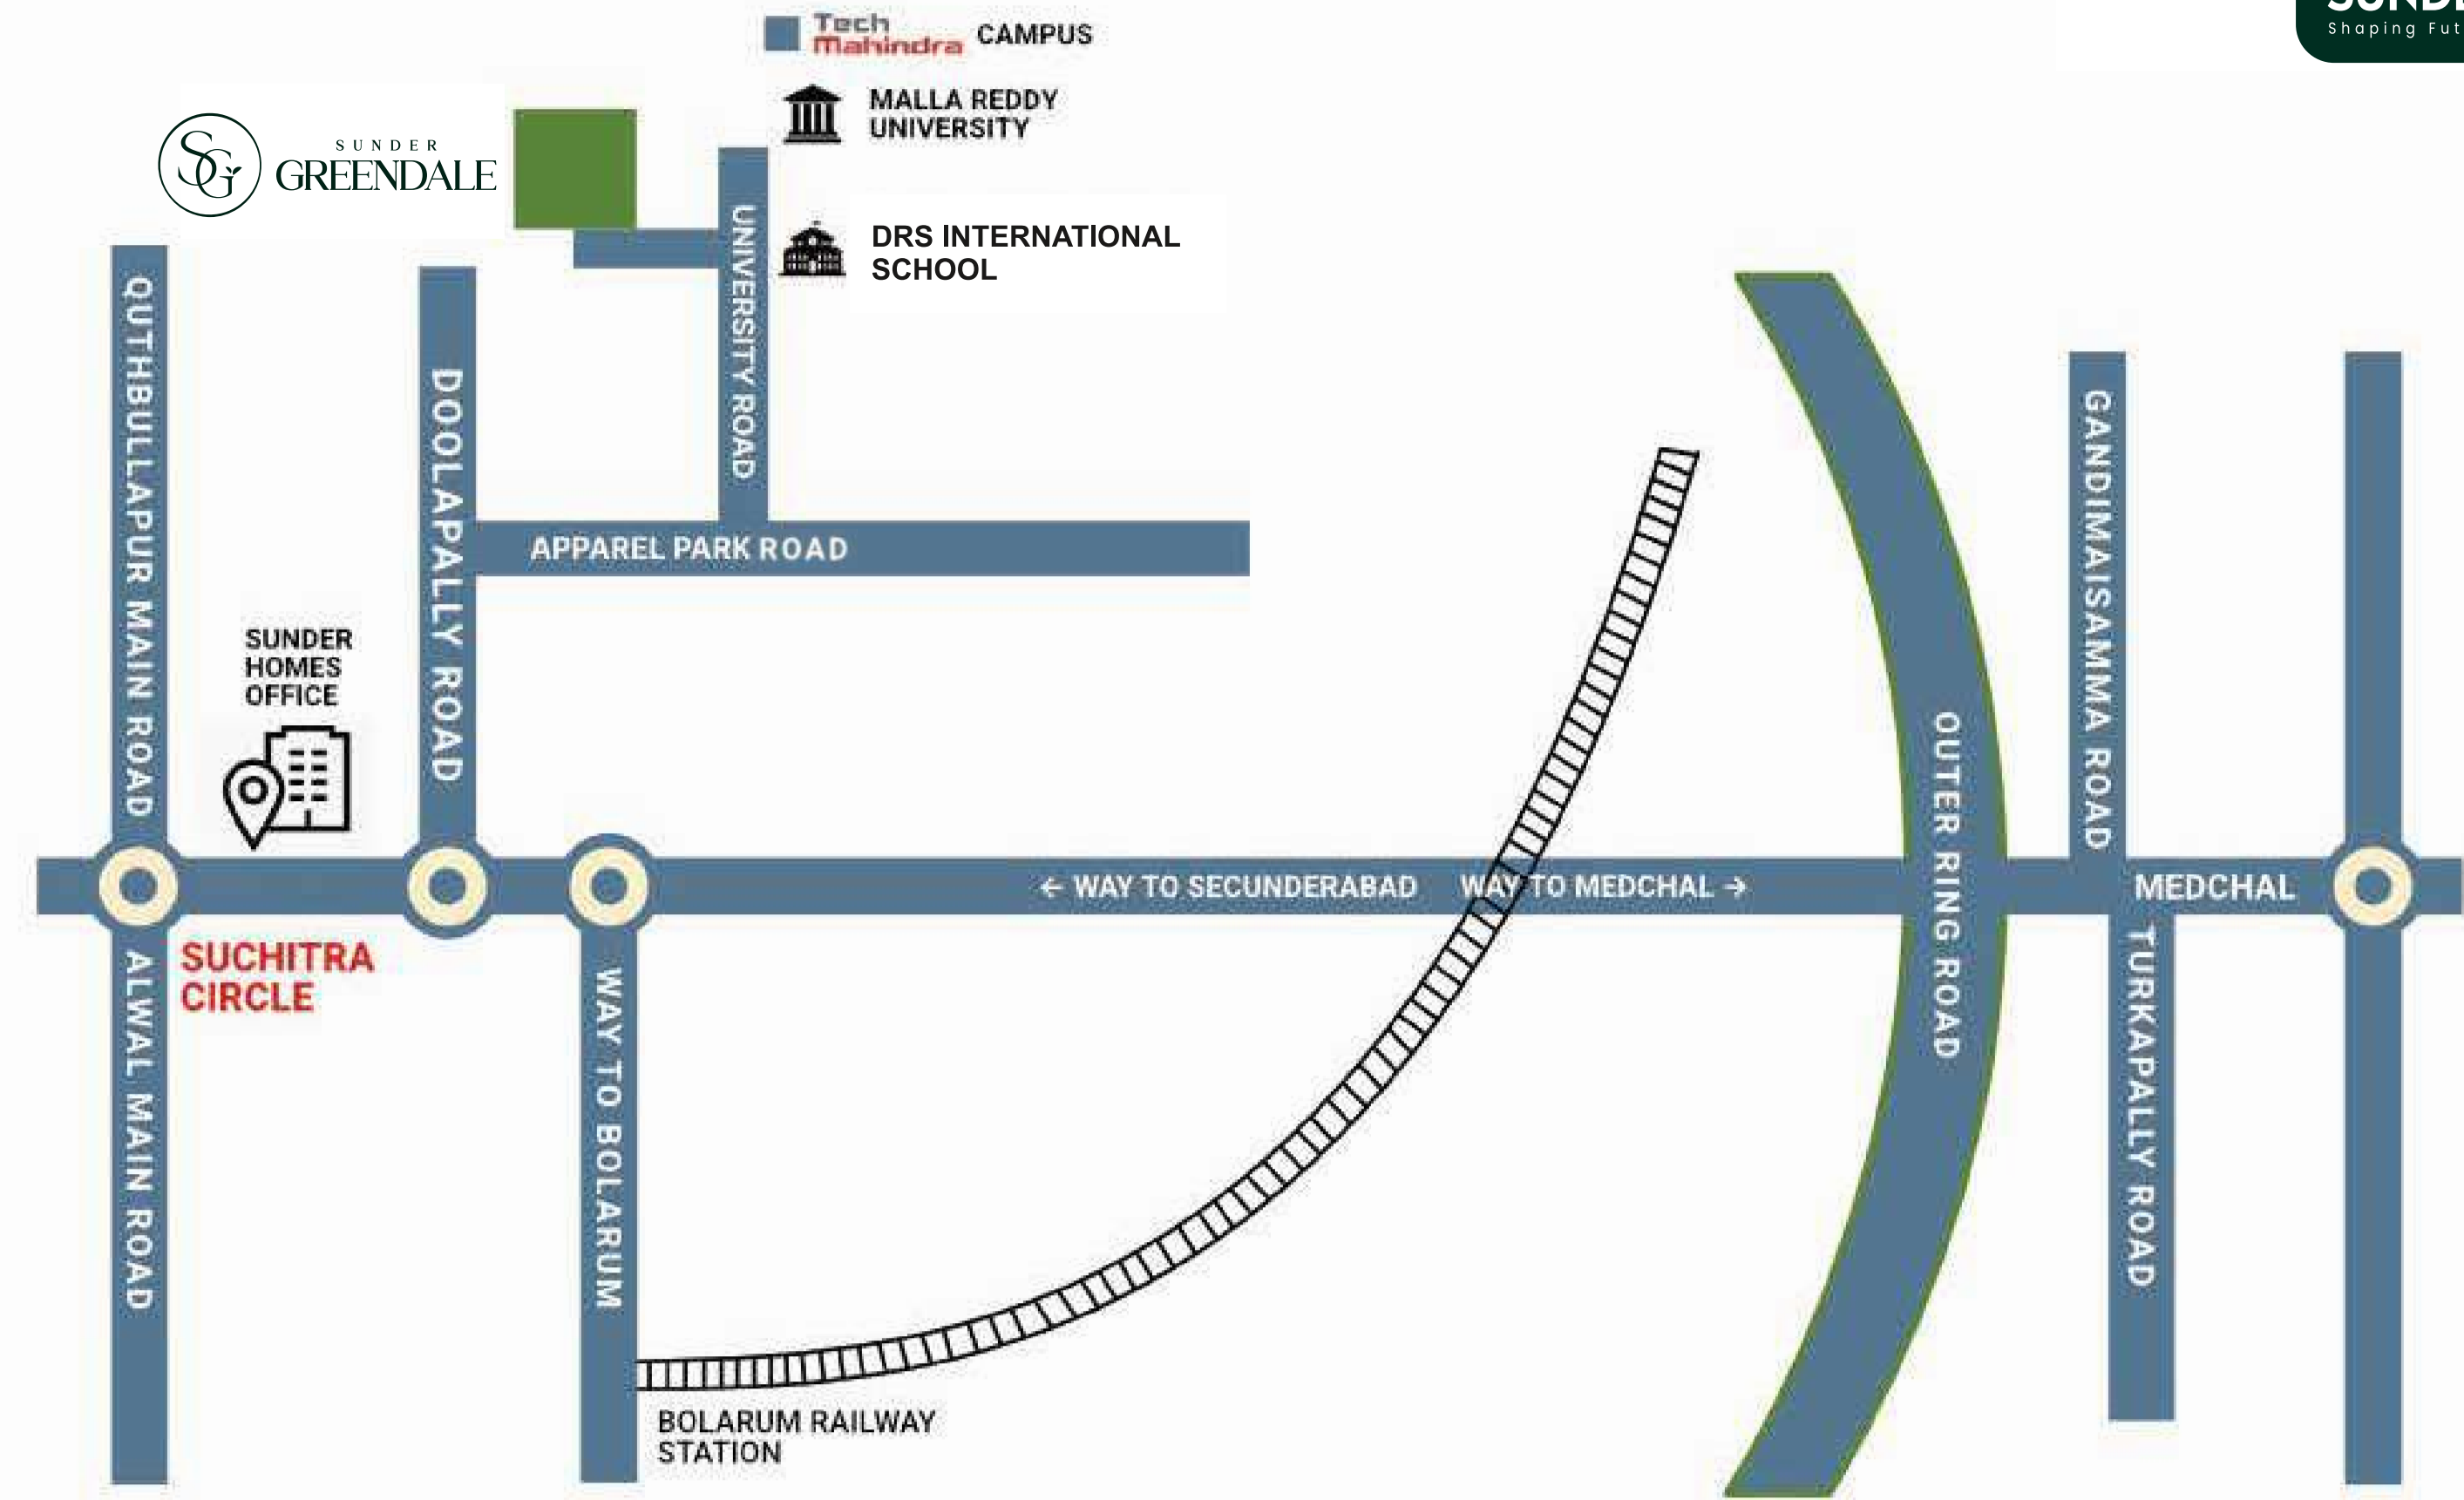 Tech
Mahindra CAMPUS
MALLA REDDY
UNIVERSITY
Shaping
SG
SUNDER
GREENDALE
DRS INTERNATIONAL
SCHOOL
QUTHBULLAPUR MAIN ROAD
DOOLAPALLY ROAD
UNIVERSITY ROAD
APPAREL PARK ROAD
SUNDER
HOMES
OFFICE
GANDIMAISAMMA ROAD
OUTER RING ROAD
← WAY TO SECUNDERABAD
WAY TO MEDCHAL →
MEDCHAL
SUCHITRA
CIRCLE
ALWAL MAIN ROAD
WAY TO BOLARUM
TURKAPALLY ROAD
BOLARUM RAILWAY
STATION